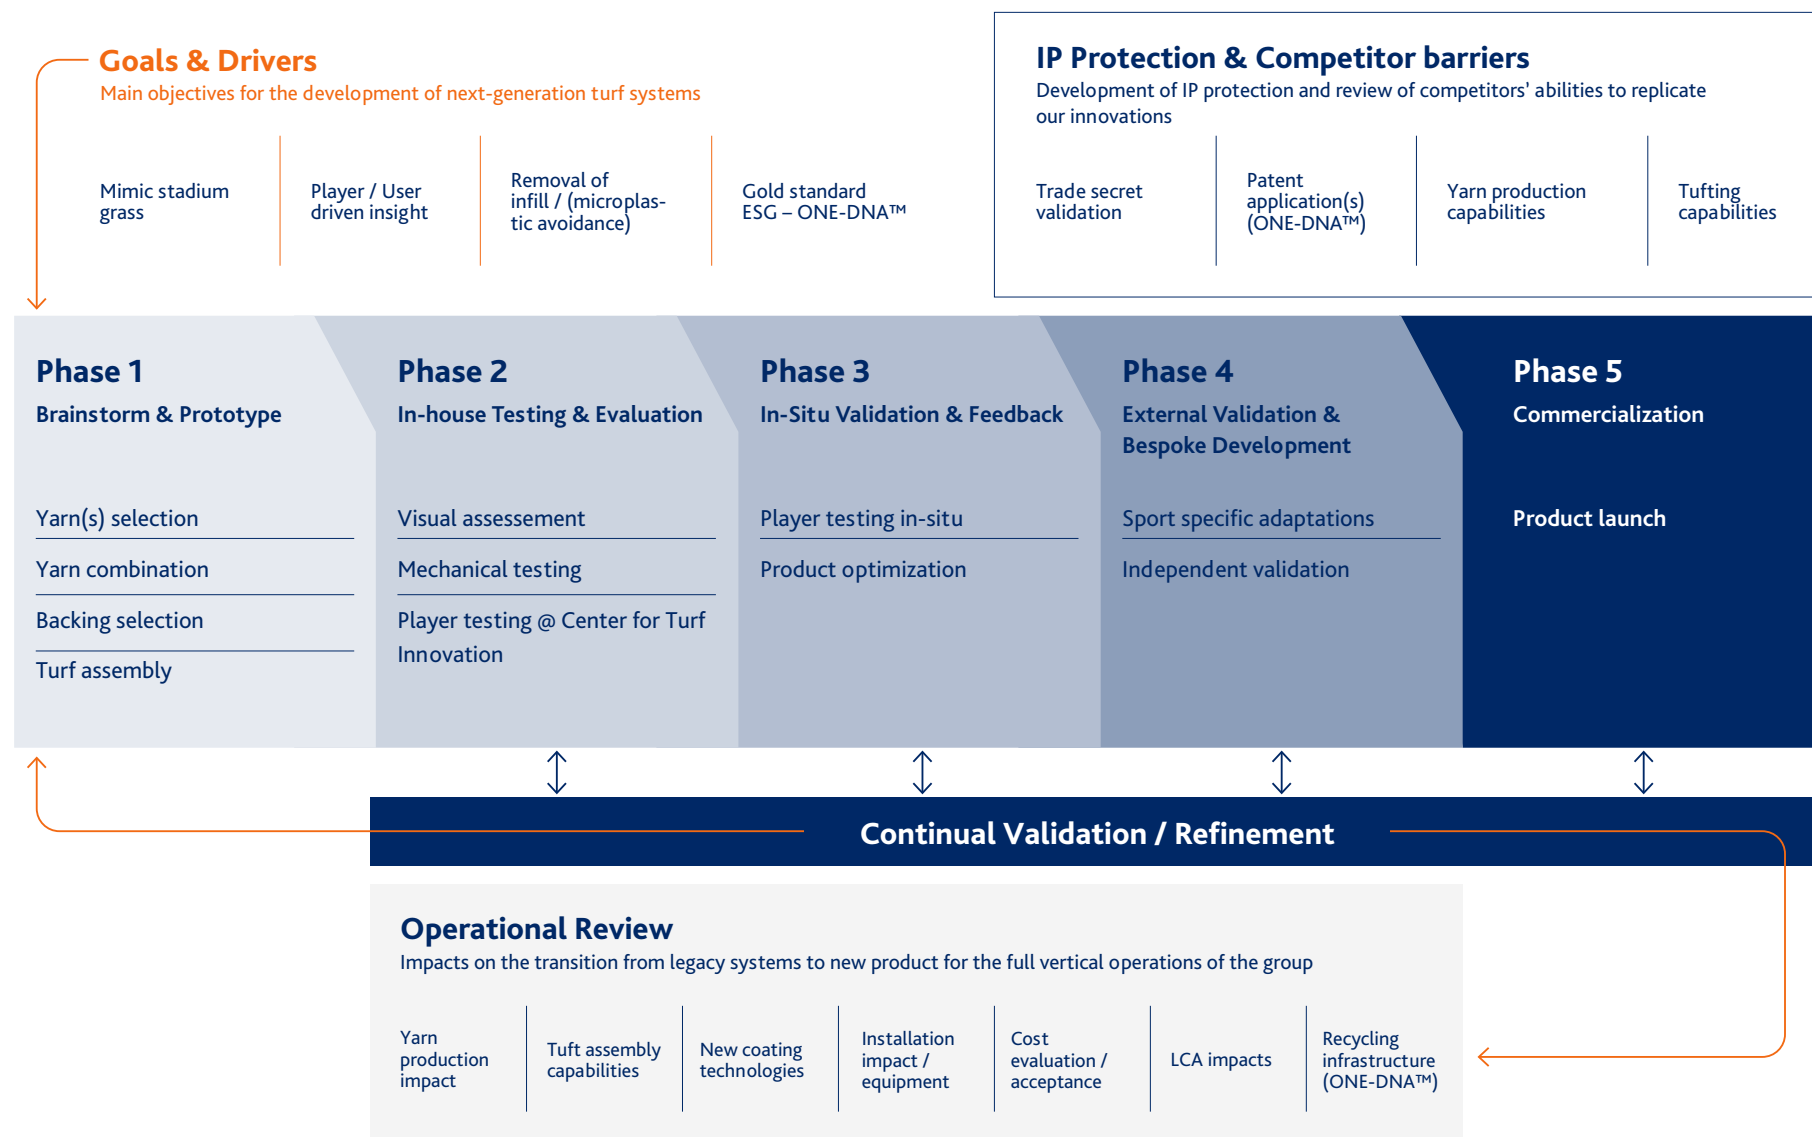 Goals & Drivers
Main objectives for the development of next-generation turf systems
Mimic stadium
grass
Player / User
driven insight
Removal of
infill / (microplas-
tic avoidance)
Gold standard
ESG – ONE-DNA™
IP Protection & Competitor barriers
Development of IP protection and review of competitors' abilities to replicate
our innovations
Trade secret
validation
Patent
application(s)
(ONE-DNA™)
Yarn production
capabilities
Tufting
capabilities
Phase 1
Brainstorm & Prototype
Yarn(s) selection
Yarn combination
Backing selection
Turf assembly
Phase 2
In-house Testing & Evaluation
Visual assessement
Mechanical testing
Player testing @ Center for Turf
Innovation
Phase 3
In-Situ Validation & Feedback
Player testing in-situ
Product optimization
Phase 4
External Validation &
Bespoke Development
Sport specific adaptations
Independent validation
Phase 5
Commercialization
Product launch
Continual Validation / Refinement
Operational Review
Impacts on the transition from legacy systems to new product for the full vertical operations of the group
Yarn
production
impact
Tuft assembly
capabilities
New coating
technologies
Installation
impact /
equipment
Cost
evaluation /
acceptance
LCA impacts
Recycling
infrastructure
(ONE-DNA™)